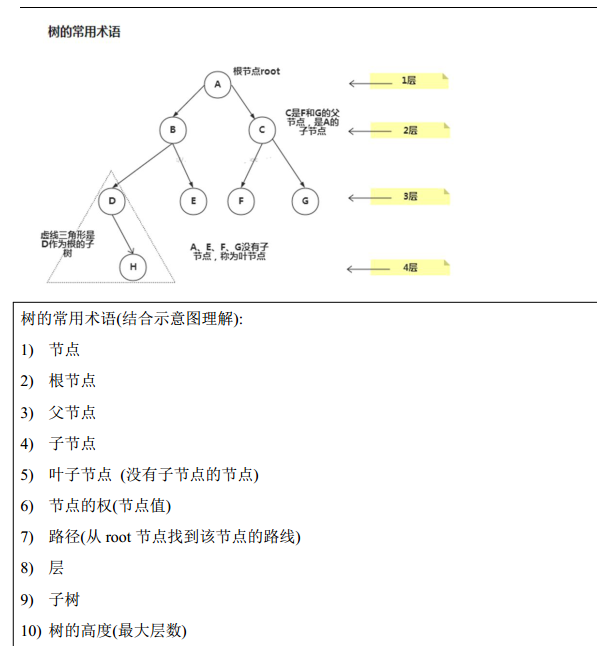 树的常用术语
根节点root
A
1层
C是F和G的父
节点，是A的
子节点
B
C
2层
D
E
F
G
3层
虚线三角形是
D作为根的子
树
A、E、F、G没有子
节点，称为叶节点
H
4层
树的常用术语(结合示意图理解):
1) 节点
2) 根节点
3) 父节点
4) 子节点
5) 叶子节点 (没有子节点的节点)
6) 节点的权(节点值)
7) 路径(从 root 节点找到该节点的路线)
8) 层
9) 子树
10) 树的高度(最大层数)